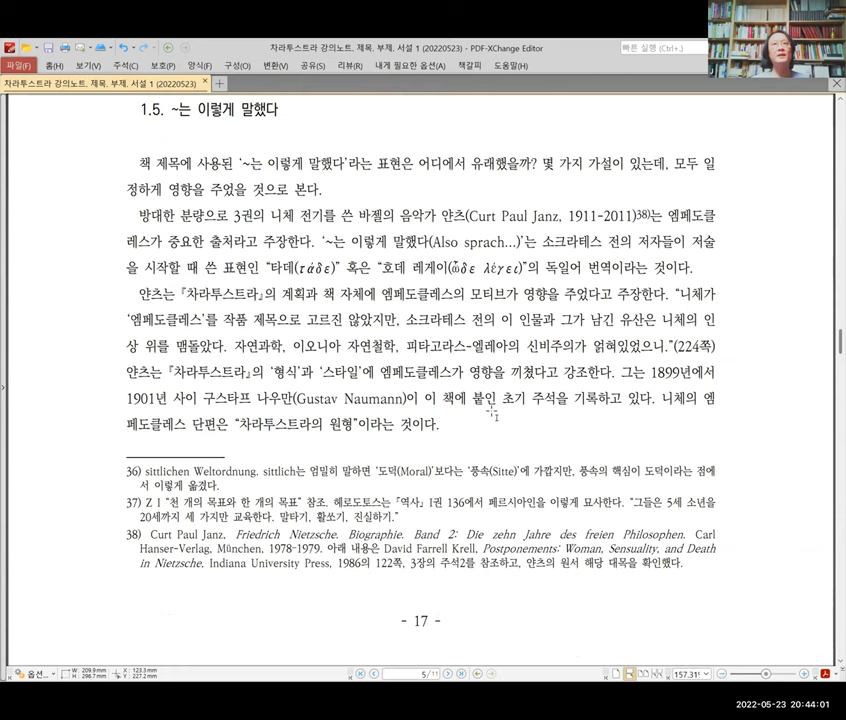 차라투스트라 강의노트. 제목. 부제. 서설 1 (20220523) - PDF-XChange Editor
빠른 실행 (Ctrl+.)
파일(F) 홈(H) 보기(V) 주석(C) 보호(P) 양식(F) 구성(O) 변환(V) 공유(S) 리뷰(R) 내게 필요한 옵션(A) 책갈피 도움말(H)
차라투스트라 강의노트. 제목. 부제. 서설 1 (20220523)
1.5. ~는 이렇게 말했다
책 제목에 사용된 ‘~는 이렇게 말했다’라는 표현은 어디에서 유래했을까? 몇 가지 가설이 있는데, 모두 일
정하게 영향을 주었을 것으로 본다.
방대한 분량으로 3권의 니체 전기를 쓴 바젤의 음악가 얀츠(Curt Paul Janz, 1911-2011)38)는 엠페도클
레스가 중요한 출처라고 주장한다. ‘~는 이렇게 말했다(Also sprach...)’는 소크라테스 전의 저자들이 저술
을 시작할 때 쓴 표현인 “타데(τάδε)” 혹은 “호데 레게이(ὧδε λέγει)”의 독일어 번역이라는 것이다.
얀츠는 『차라투스트라』의 계획과 책 자체에 엠페도클레스의 모티브가 영향을 주었다고 주장한다. “니체가
‘엠페도클레스’를 작품 제목으로 고르진 않았지만, 소크라테스 전의 이 인물과 그가 남긴 유산은 니체의 인
상 위를 맴돌았다. 자연과학, 이오니아 자연철학, 피타고라스-엘레아의 신비주의가 얽혀있었으니.”(224쪽)
얀츠는 『차라투스트라』의 ‘형식’과 ‘스타일’에 엠페도클레스가 영향을 끼쳤다고 강조한다. 그는 1899년에서
1901년 사이 구스타프 나우만(Gustav Naumann)이 이 책에 붙인 초기 주석을 기록하고 있다. 니체의 엠
페도클레스 단편은 “차라투스트라의 원형”이라는 것이다.
36) sittlichen Weltordnung. sittlich는 엄밀히 말하면 ‘도덕(Moral)’보다는 ‘풍속(Sitte)’에 가깝지만, 풍속의 핵심이 도덕이라는 점에
서 이렇게 옮겼다.
37) Z I “천 개의 목표와 한 개의 목표” 참조. 헤로도토스는 『역사』 I권 136에서 페르시아인을 이렇게 묘사한다. “그들은 5세 소년을
20세까지 세 가지만 교육한다. 말타기, 활쏘기, 진실하기.”
38) Curt Paul Janz, Friedrich Nietzsche. Biographie. Band 2: Die zehn Jahre des freien Philosophen, Carl
Hanser-Verlag, München, 1978-1979. 아래 내용은 David Farrell Krell, Postponements: Woman, Sensuality, and Death
in Nietzsche, Indiana University Press, 1986의 122쪽, 3장의 주석2를 참조하고, 얀츠의 원서 해당 대목을 확인했다.
- 17 -
옵션...
W: 209.9mm
H: 296.7mm
X: 123.3mm
Y: 227.2mm
5/11
157.31%
2022-05-23 20:44:01